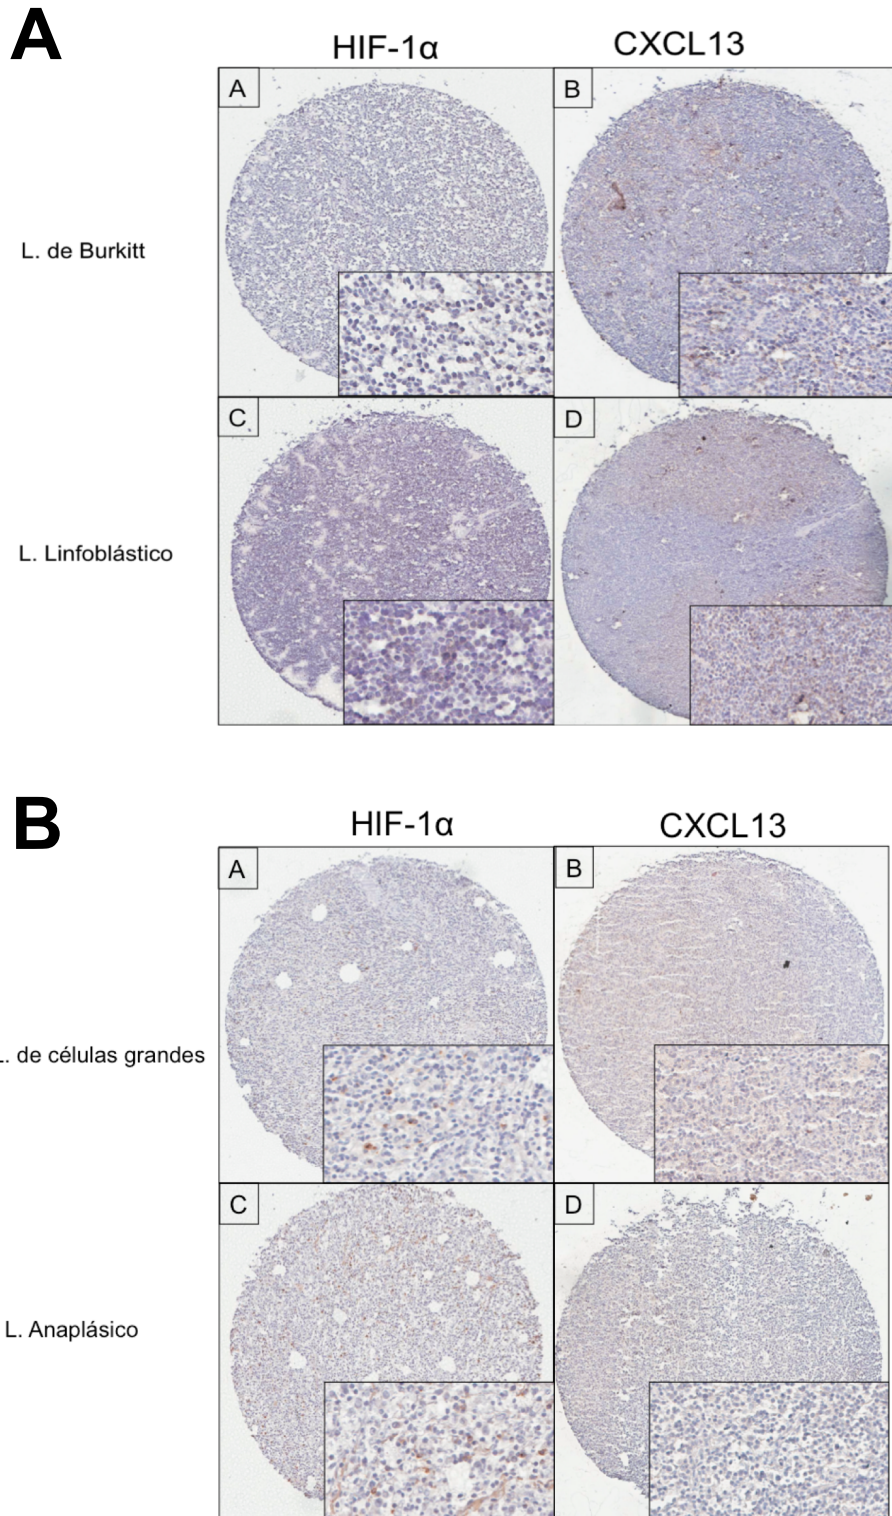 A
HIF-1α CXCL13
A B
L. de Burkitt
C D
L. Linfoblástico
B
HIF-1α CXCL13
A B
L. de células grandes
C D
L. Anaplásico